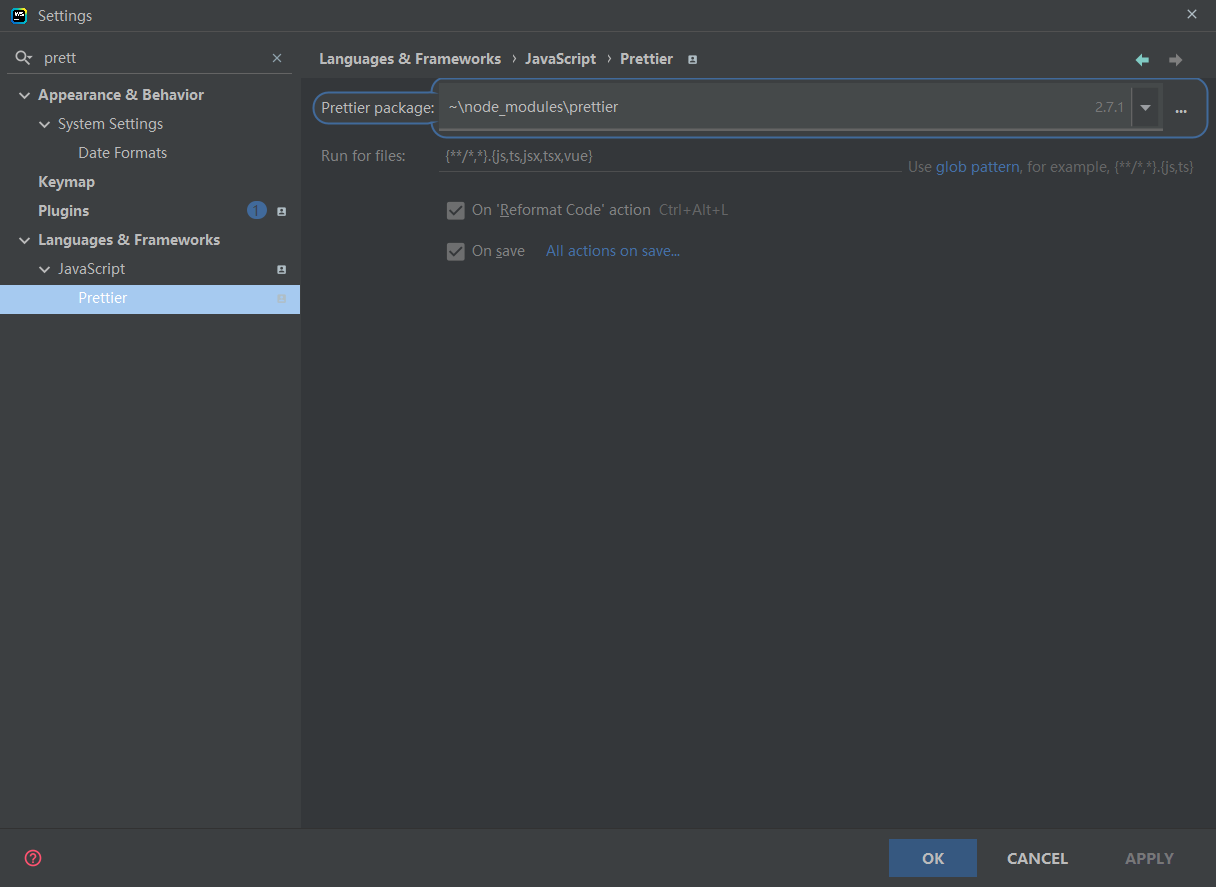 WS
Settings
prett
Languages & Frameworks › JavaScript › Prettier
Appearance & Behavior
System Settings
Date Formats
Keymap
Plugins 1
Languages & Frameworks
JavaScript
Prettier
Prettier package: ~\node_modules\prettier 2.7.1 ...
Run for files: {**/*,*}.{js,ts,jsx,tsx,vue}
Use glob pattern, for example, {**/*,*}.{js,ts}
On 'Reformat Code' action Ctrl+Alt+L
On save All actions on save...
?
OK CANCEL APPLY